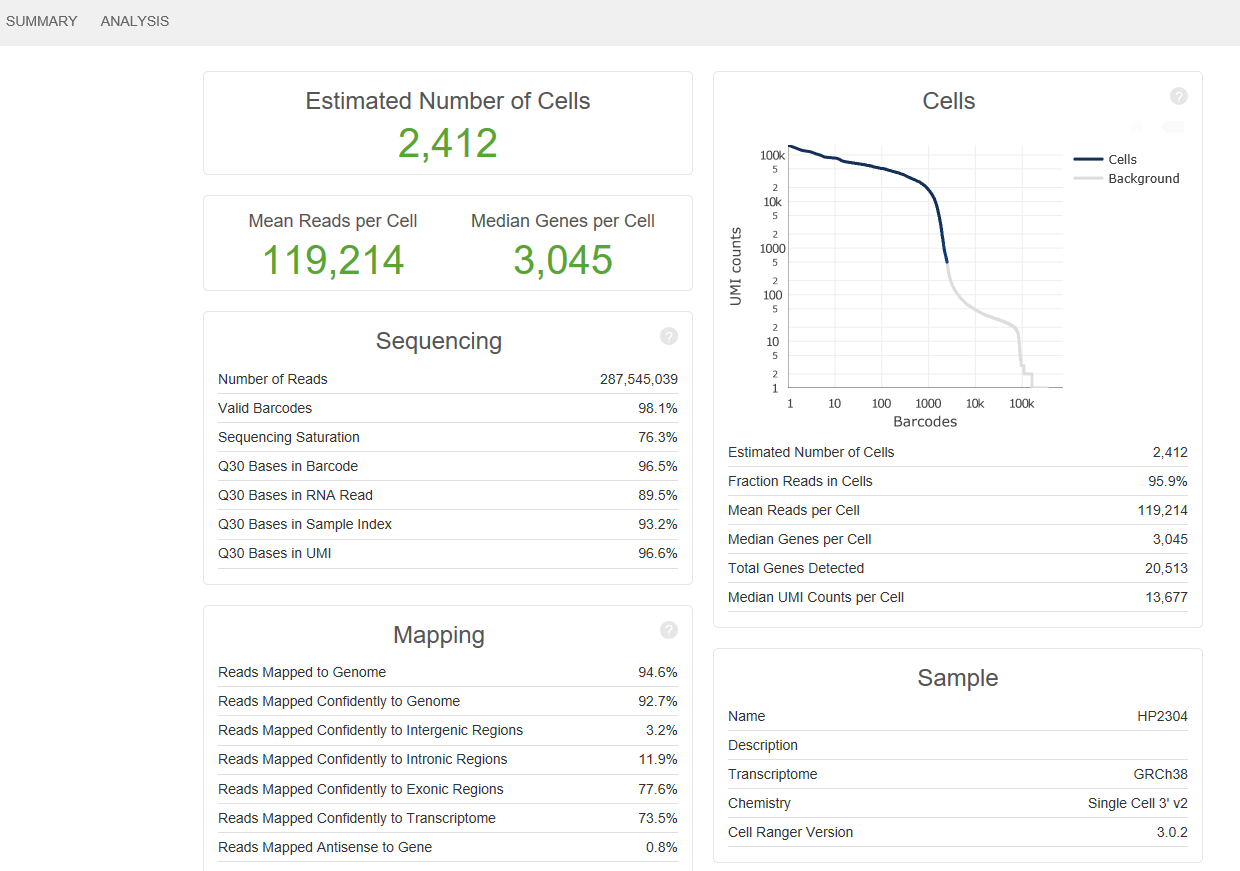 SUMMARY ANALYSIS
Estimated Number of Cells
2,412
Mean Reads per Cell Median Genes per Cell
119,214 3,045
Sequencing ?
Number of Reads 287,545,039
Valid Barcodes 98.1%
Sequencing Saturation 76.3%
Q30 Bases in Barcode 96.5%
Q30 Bases in RNA Read 89.5%
Q30 Bases in Sample Index 93.2%
Q30 Bases in UMI 96.6%
Mapping ?
Reads Mapped to Genome 94.6%
Reads Mapped Confidently to Genome 92.7%
Reads Mapped Confidently to Intergenic Regions 3.2%
Reads Mapped Confidently to Intronic Regions 11.9%
Reads Mapped Confidently to Exonic Regions 77.6%
Reads Mapped Confidently to Transcriptome 73.5%
Reads Mapped Antisense to Gene 0.8%
Cells ?
Cells
Background
UMI counts
100k
5
2
10k
5
2
1000
5
2
100
5
2
10
5
2
1
1 10 100 1000 10k 100k
Barcodes
Estimated Number of Cells 2,412
Fraction Reads in Cells 95.9%
Mean Reads per Cell 119,214
Median Genes per Cell 3,045
Total Genes Detected 20,513
Median UMI Counts per Cell 13,677
Sample
Name HP2304
Description
Transcriptome GRCh38
Chemistry Single Cell 3' v2
Cell Ranger Version 3.0.2